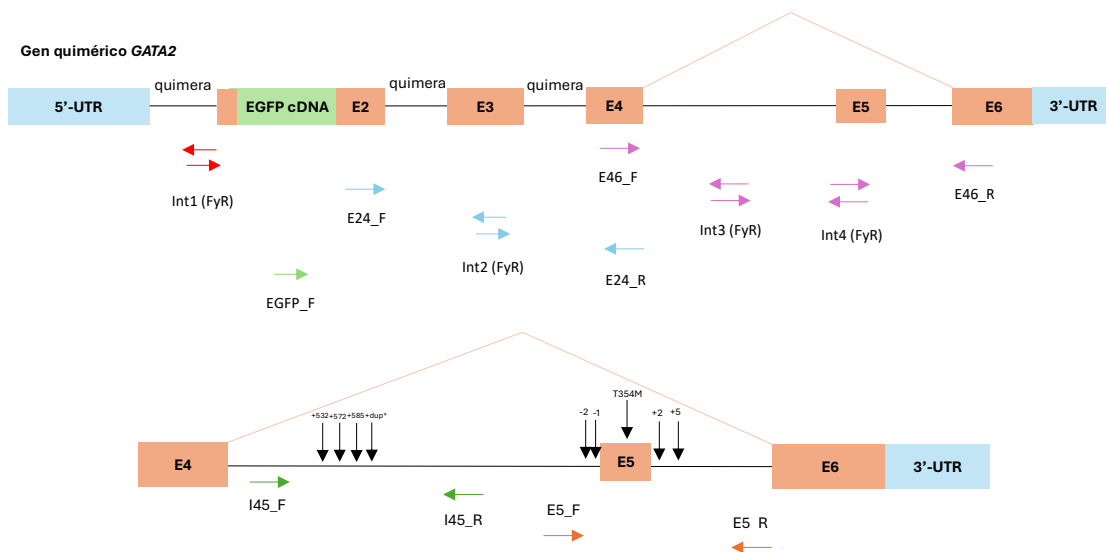 Gen quimérico GATA2
quimera
quimera
quimera
5’-UTR
EGFP cDNA
E2
E3
E4
E5
E6
3’-UTR
Int1 (FyR)
E24_F
Int2 (FyR)
E46_F
E24_R
Int3 (FyR)
Int4 (FyR)
E46_R
EGFP_F
T354M
+532
+572
+585
+dup*
-2
-1
+2
+5
E4
E5
E6
3’-UTR
I45_F
I45_R
E5_F
E5 R